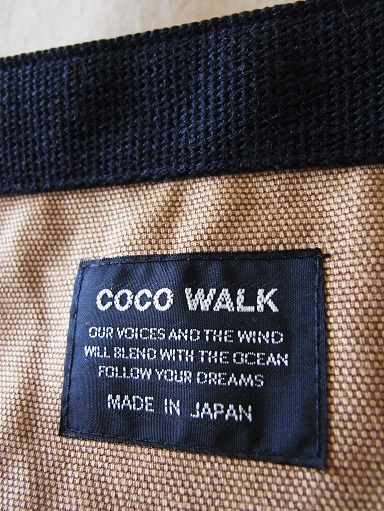 COCO WALK
OUR VOICES AND THE WIND
WILL BLEND WITH THE OCEAN
FOLLOW YOUR DREAMS
MADE IN JAPAN